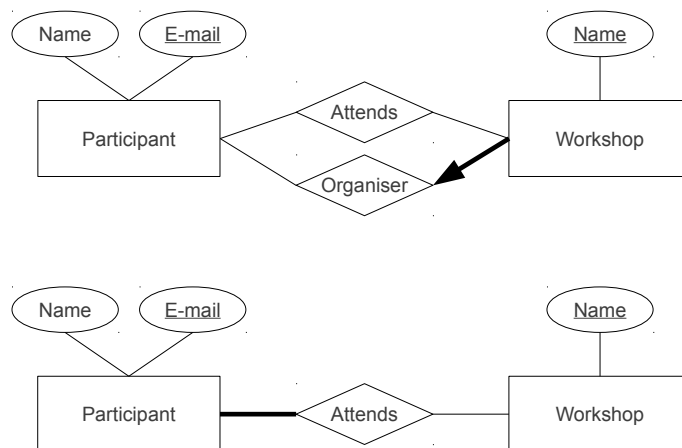 Name E-mail Name
Attends
Participant Workshop
Organiser
Name E-mail Name
Participant Attends Workshop